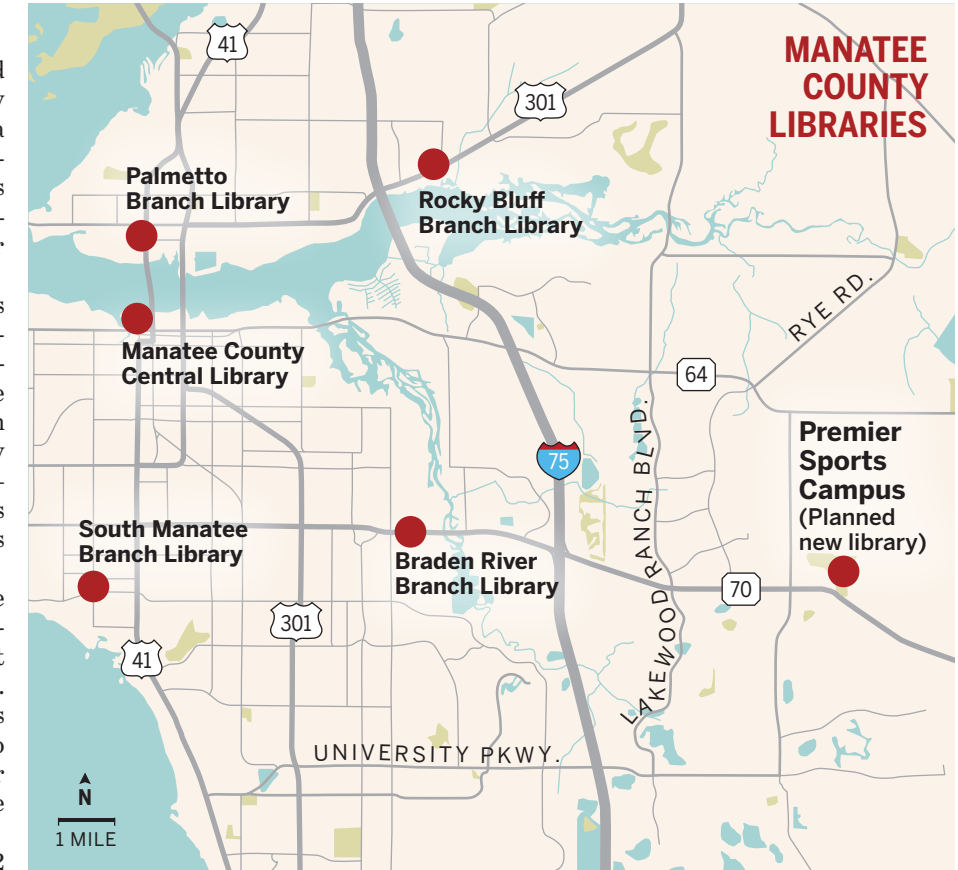 MANATEE
COUNTY
LIBRARIES
41
301
Palmetto
Branch Library
Rocky Bluff
Branch Library
RYE RD.
Manatee County
Central Library
64
75
LAKEWOOD RANCH BLVD.
Premier
Sports
Campus
(Planned
new library)
South Manatee
Branch Library
Braden River
Branch Library
70
301
41
UNIVERSITY PKWY.
N
1 MILE